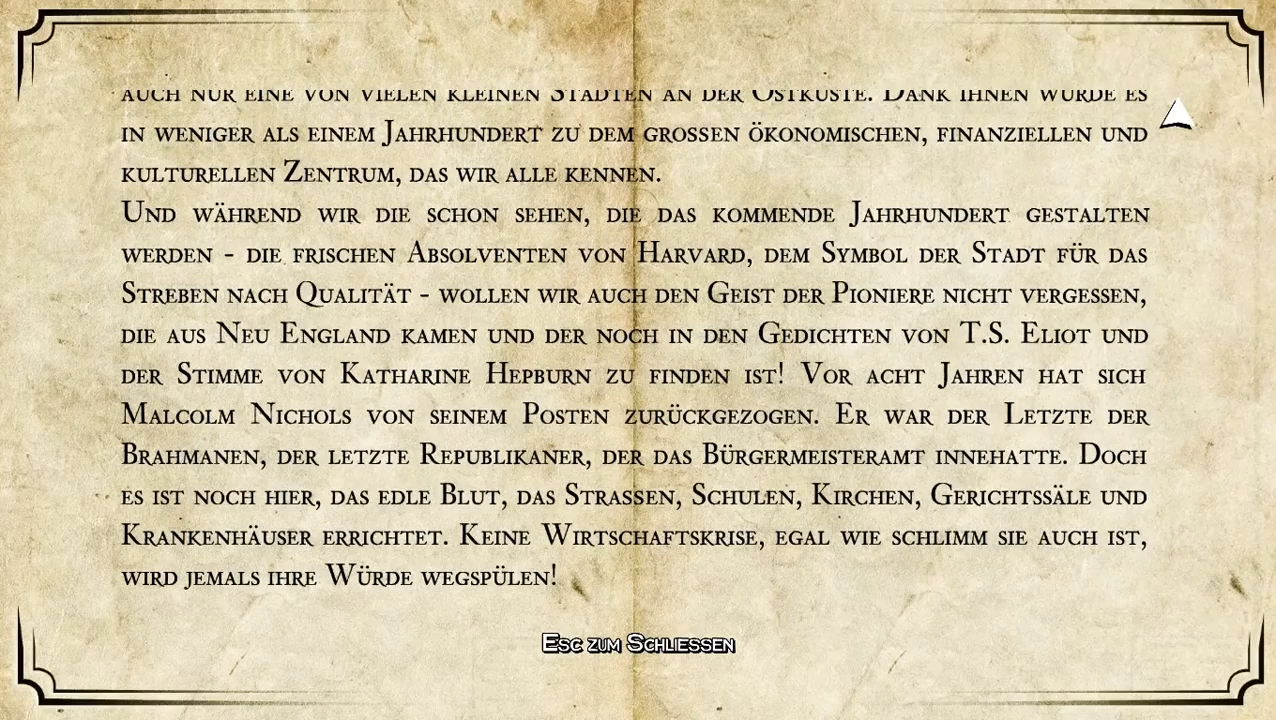 auch nur eine von vielen kleinen Städten an der Ostküste. Dank ihnen wurde es
in weniger als einem Jahrhundert zu dem grossen ökonomischen, finanziellen und
kulturellen Zentrum, das wir alle kennen.
Und während wir die schon sehen, die das kommende Jahrhundert gestalten
werden - die frischen Absolventen von Harvard, dem Symbol der Stadt für das
Streben nach Qualität - wollen wir auch den Geist der Pioniere nicht vergessen,
die aus Neu England kamen und der noch in den Gedichten von T.S. Eliot und
der Stimme von Katharine Hepburn zu finden ist! Vor acht Jahren hat sich
Malcolm Nichols von seinem Posten zurückgezogen. Er war der Letzte der
Brahmanen, der letzte Republikaner, der das Bürgermeisteramt innehatte. Doch
es ist noch hier, das edle Blut, das Strassen, Schulen, Kirchen, Gerichtssäle und
Krankenhäuser errichtet. Keine Wirtschaftskrise, egal wie schlimm sie auch ist,
wird jemals ihre Würde wegspülen!
Esc zum Schliessen